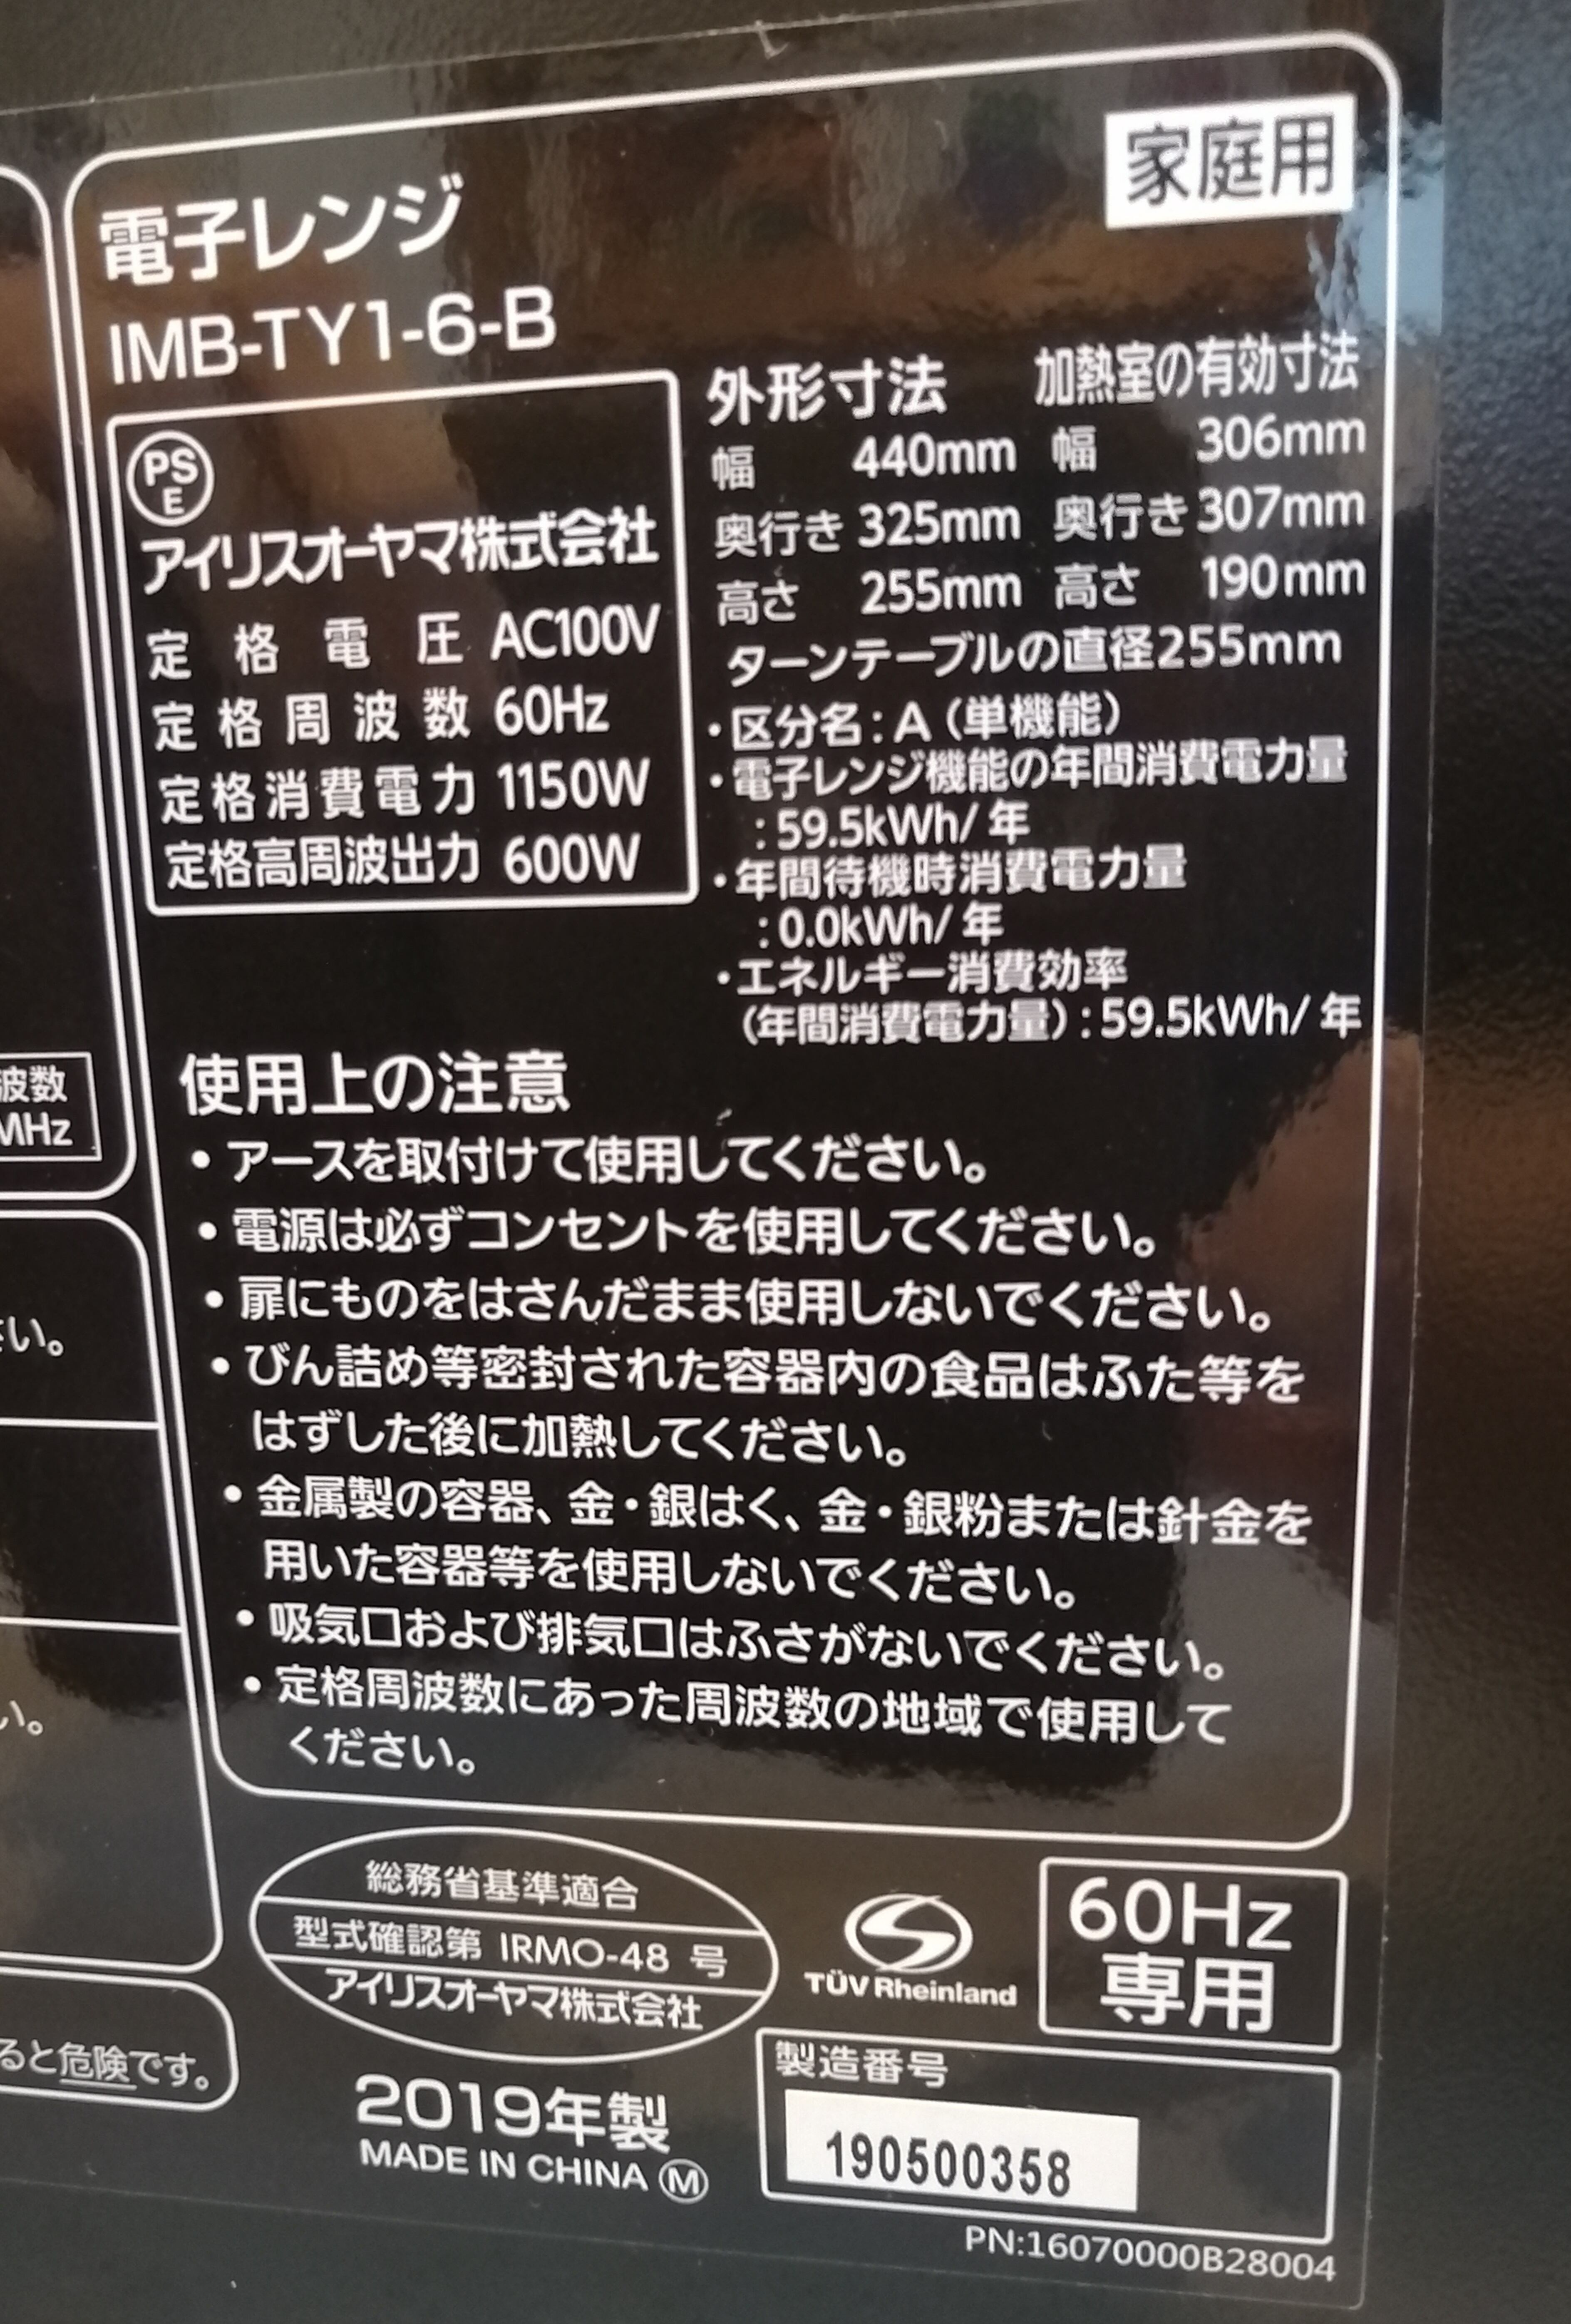 家庭用
電子レンジ
IMB-TY1-6-B
PS
E
アイリスオーヤマ株式会社
定格電圧 AC100V
定格周波数 60Hz
定格消費電力 1150W
定格高周波出力 600W
外形寸法 加熱室の有効寸法
幅 440mm 幅 306mm
奥行き 325mm 奥行き 307mm
高さ 255mm 高さ 190mm
ターンテーブルの直径255mm
・区分名:A(単機能)
・電子レンジ機能の年間消費電力量
:59.5kWh/年
・年間待機時消費電力量
:0.0kWh/年
・エネルギー消費効率
(年間消費電力量):59.5kWh/年
使用上の注意
• アースを取付けて使用してください。
• 電源は必ずコンセントを使用してください。
• 扉にものをはさんだまま使用しないでください。
• びん詰め等密封された容器内の食品はふた等を
はずした後に加熱してください。
• 金属製の容器、金・銀はく、金・銀粉または針金を
用いた容器等を使用しないでください。
• 吸気口および排気口はふさがないでください。
• 定格周波数にあった周波数の地域で使用して
ください。
波数
MHz
い。
い。
ると危険です。
総務省基準適合
型式確認第 IRMO-48 号
アイリスオーヤマ株式会社
TÜV Rheinland
60Hz
専用
2019年製
MADE IN CHINA M
製造番号
190500358
PN:16070000B28004